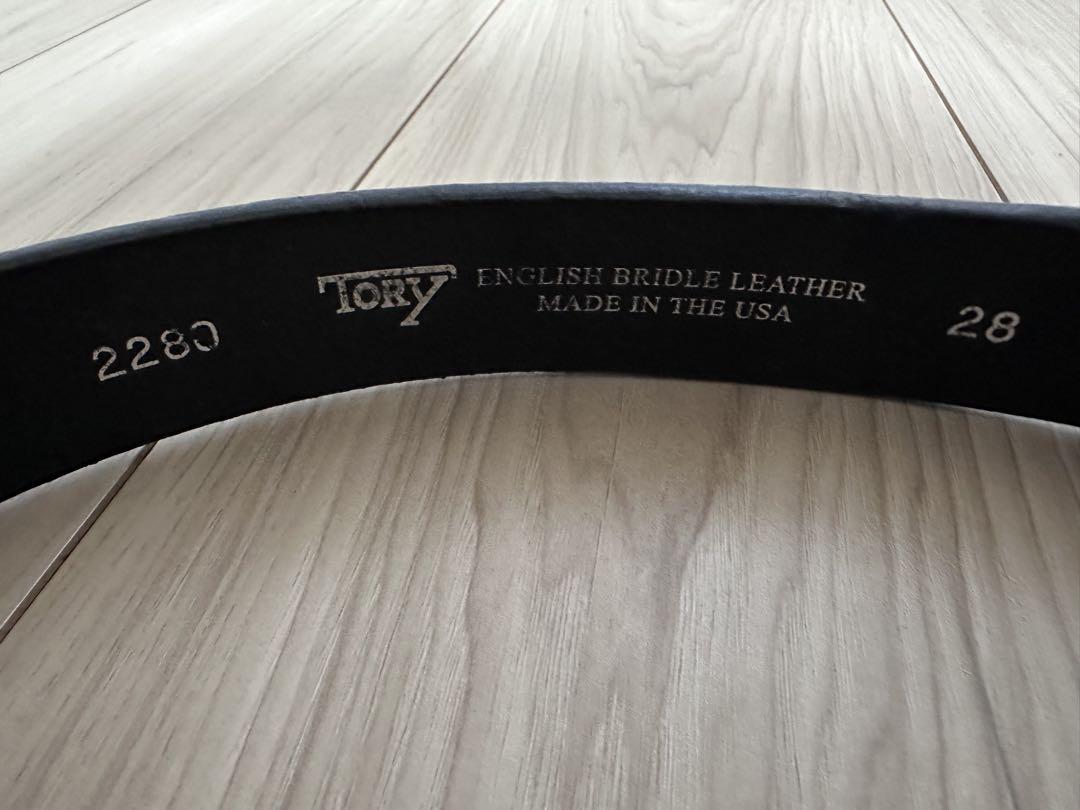 2280
TORY
ENGLISH BRIDLE LEATHER
MADE IN THE USA
28